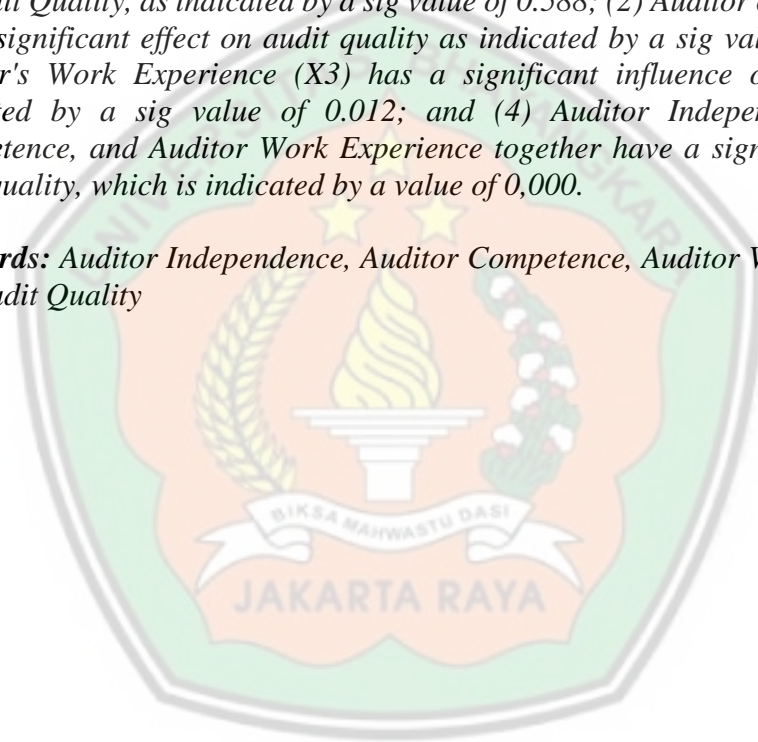 Quality, as indicated by a sig value of 0.588; (2) Auditor
significant effect on audit quality as indicated by a sig val
r's Work Experience (X3) has a significant influence o
ted by a sig value of 0.012; and (4) Auditor Indepen
etence, and Auditor Work Experience together have a sign
quality, which is indicated by a value of 0,000.
rds: Auditor Independence, Auditor Competence, Auditor W
dit Quality
BIKSA MAHWASTU DASI
JAKARTA RAYA